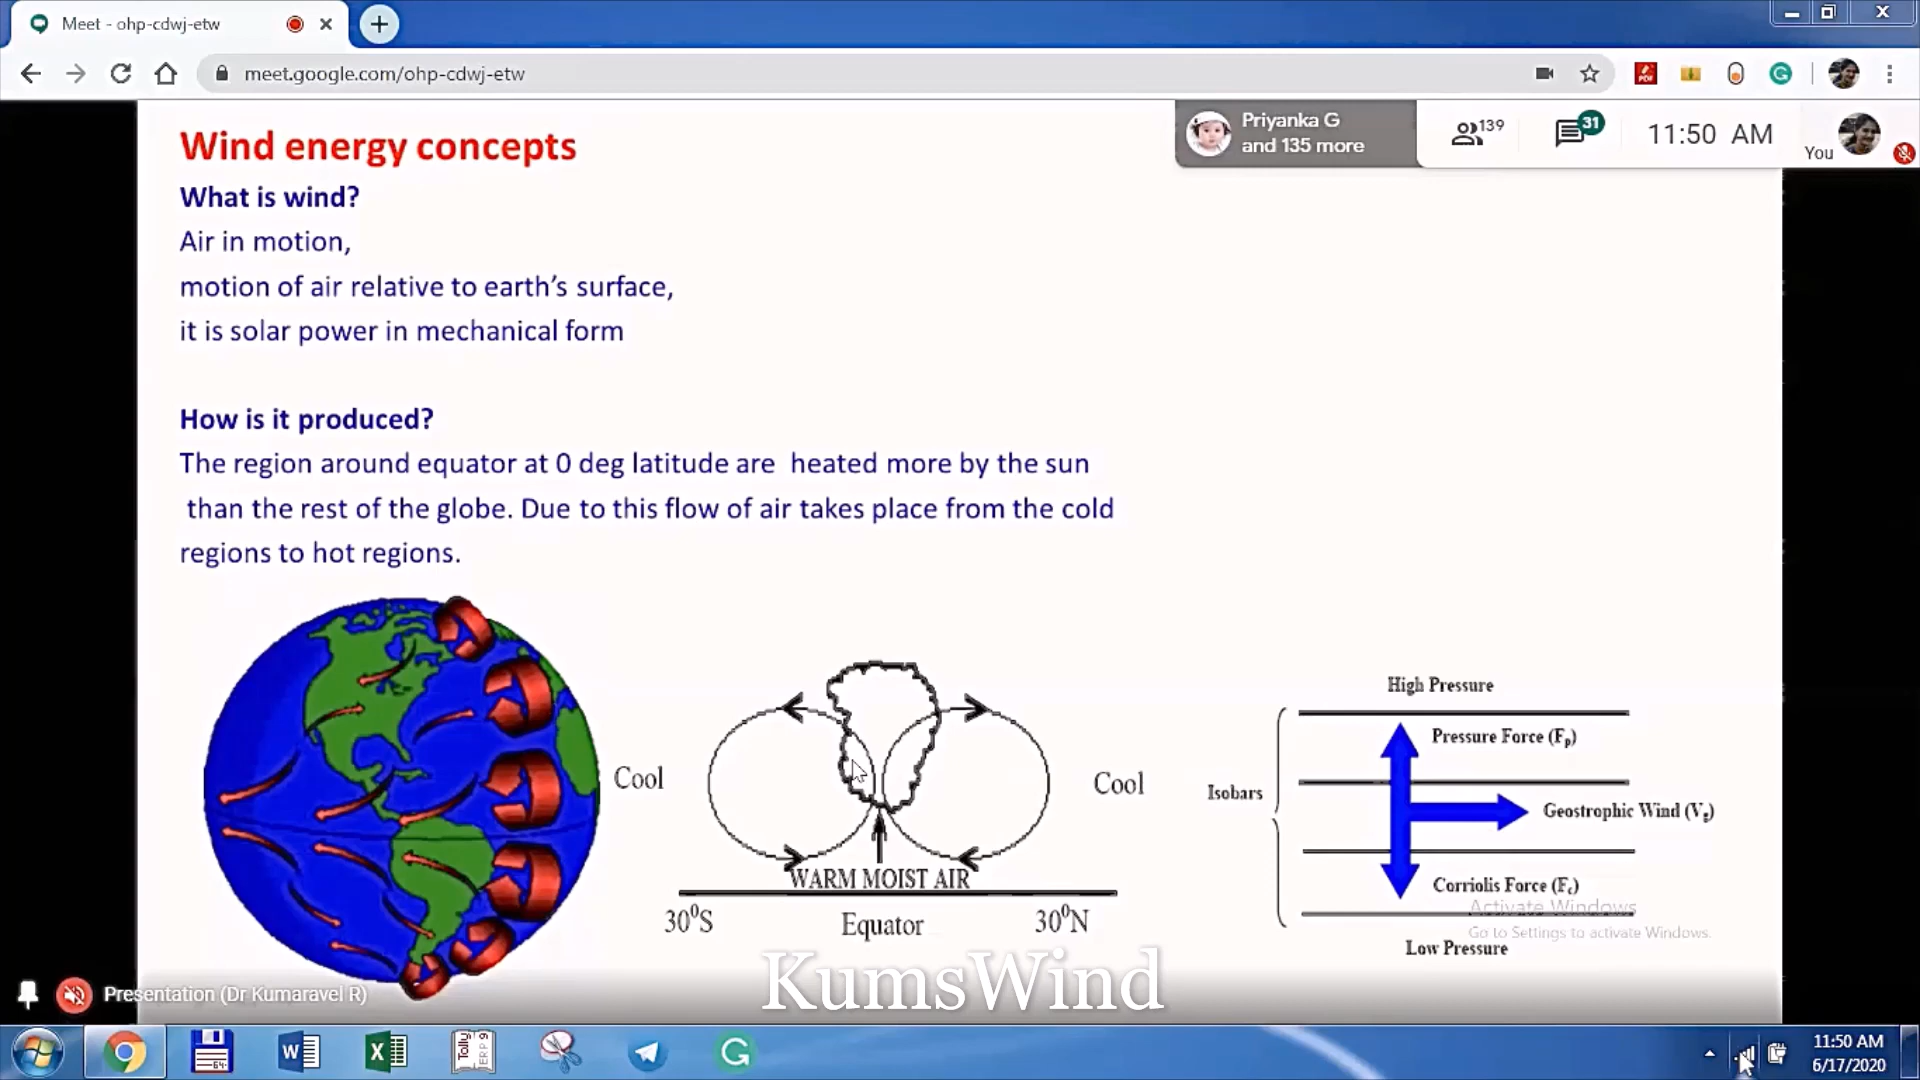 Meet - ohp-cdwj-etw
meet.google.com/ohp-cdwj-etw
Wind energy concepts
Priyanka G
and 135 more
139
31
11:50 AM
You
What is wind?
Air in motion,
motion of air relative to earth's surface,
it is solar power in mechanical form
How is it produced?
The region around equator at 0 deg latitude are heated more by the sun
than the rest of the globe. Due to this flow of air takes place from the cold
regions to hot regions.
Cool
Cool
WARM MOIST AIR
30⁰S
Equator
30⁰N
High Pressure
Pressure Force (Fp)
Isobars
Geostrophic Wind (Vg)
Corriolis Force (Fc)
Low Pressure
Activate Windows
Go to Settings to activate Windows.
KumsWind
Presentation (Dr Kumaravel R)
64
Tally
ERP 9
11:50 AM
6/17/2020